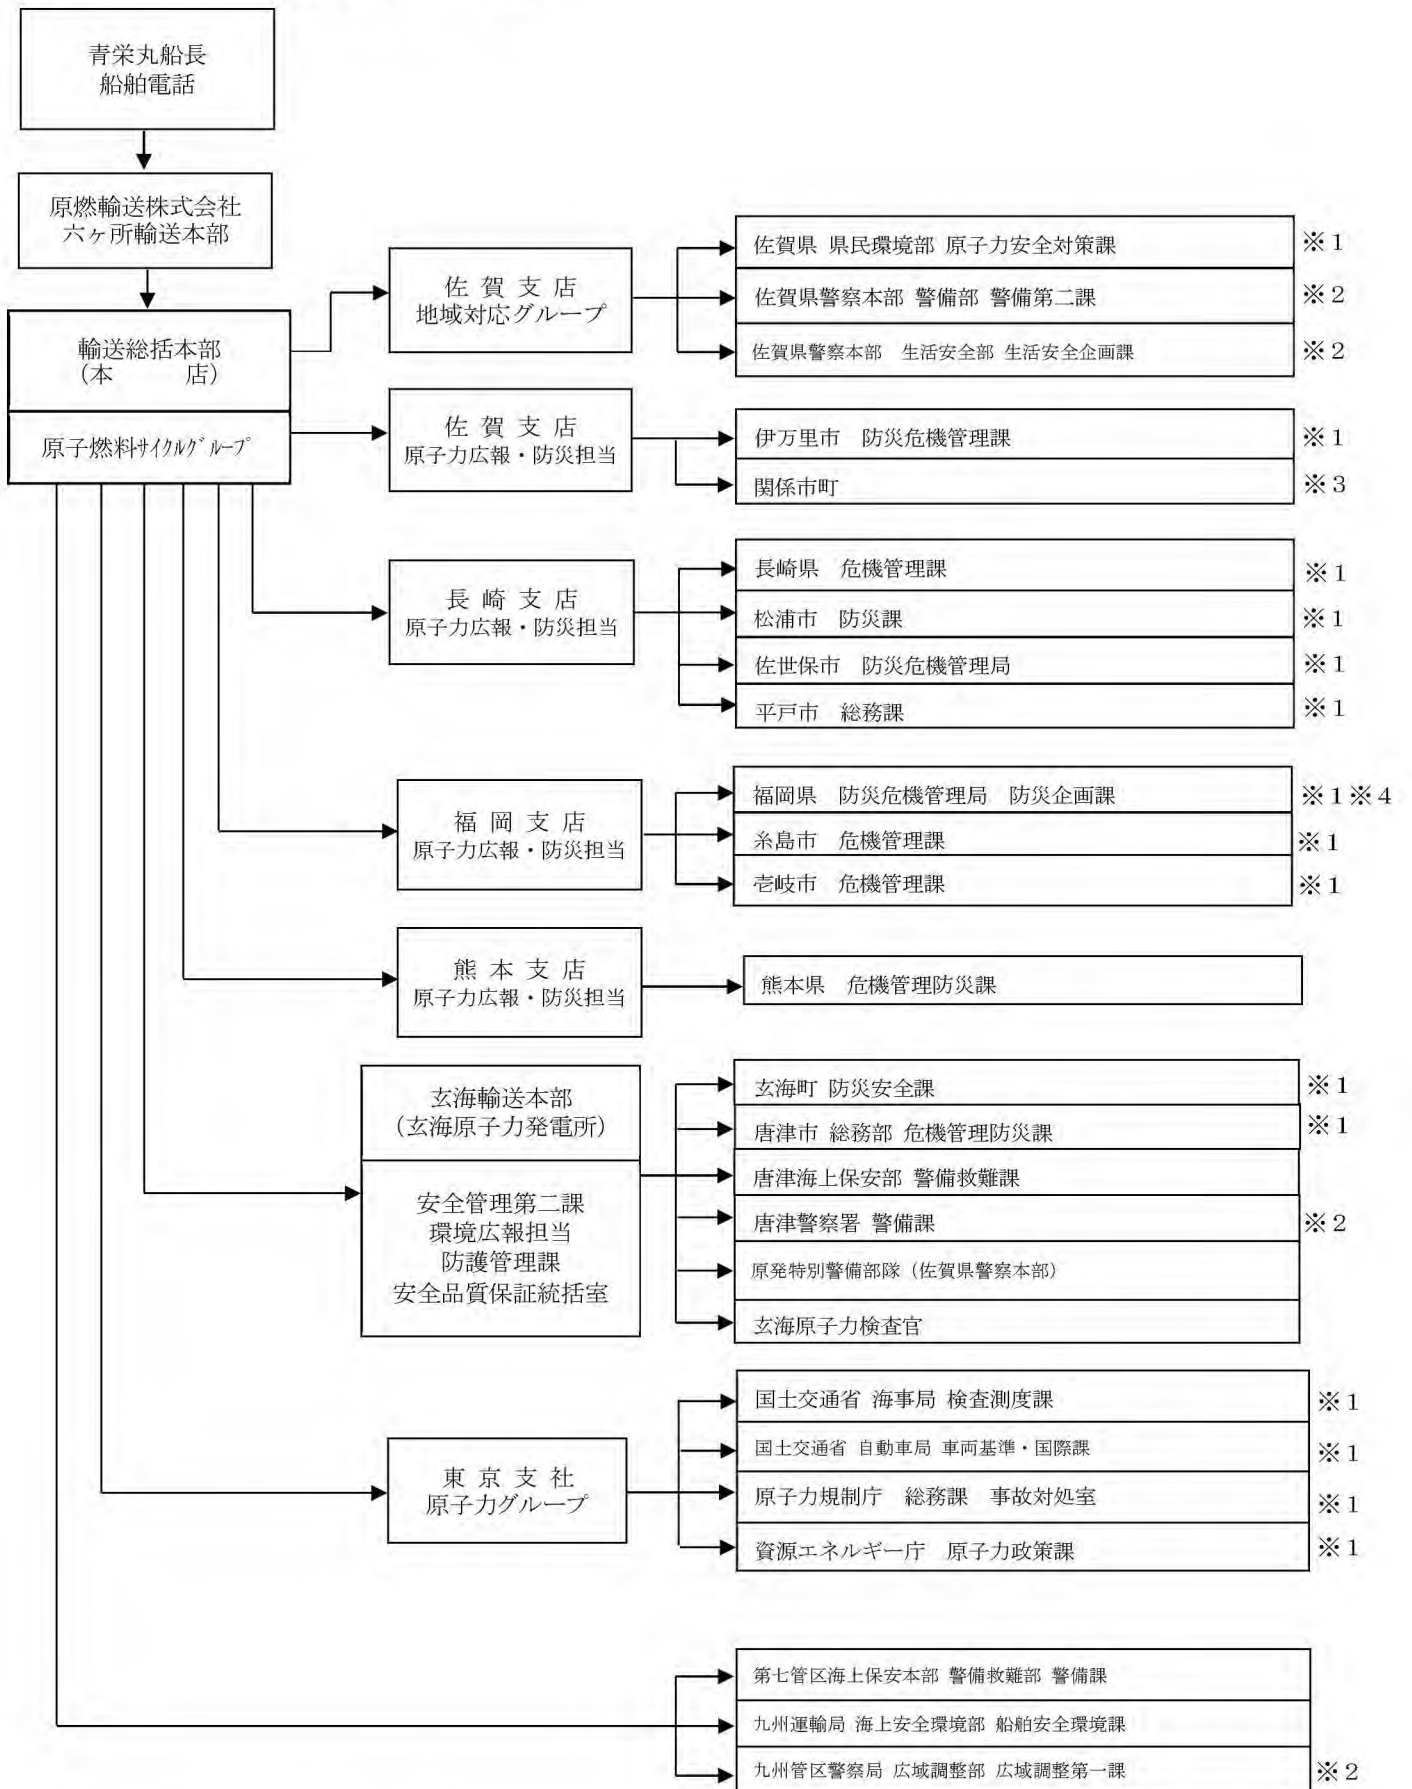 青栄丸船長
船舶電話
原燃輸送株式会社
六ヶ所輸送本部
輸送総括本部
（本　　　店）
原子燃料ｻｲｸﾙｸﾞﾙｰﾌﾟ
佐 賀 支 店
地域対応グループ
佐賀県 県民環境部 原子力安全対策課 ※1
佐賀県警察本部 警備部 警備第二課 ※2
佐賀県警察本部　生活安全部 生活安全企画課 ※2
佐 賀 支 店
原子力広報・防災担当
伊万里市　防災危機管理課 ※1
関係市町 ※3
長 崎 支 店
原子力広報・防災担当
長崎県　危機管理課 ※1
松浦市　防災課 ※1
佐世保市　防災危機管理局 ※1
平戸市　総務課 ※1
福 岡 支 店
原子力広報・防災担当
福岡県　防災危機管理局　防災企画課 ※1※4
糸島市　危機管理課 ※1
壱岐市　危機管理課 ※1
熊 本 支 店
原子力広報・防災担当
熊本県　危機管理防災課
玄海輸送本部
（玄海原子力発電所）
安全管理第二課
環境広報担当
防護管理課
安全品質保証統括室
玄海町 防災安全課 ※1
唐津市 総務部 危機管理防災課 ※1
唐津海上保安部 警備救難課
唐津警察署 警備課 ※2
原発特別警備部隊（佐賀県警察本部）
玄海原子力検査官
東 京 支 社
原子力グループ
国土交通省 海事局 検査測度課 ※1
国土交通省 自動車局 車両基準・国際課 ※1
原子力規制庁　総務課　事故対処室 ※1
資源エネルギー庁　原子力政策課 ※1
第七管区海上保安本部 警備救難部 警備課
九州運輸局 海上安全環境部 船舶安全環境課
九州管区警察局 広域調整部 広域調整第一課 ※2